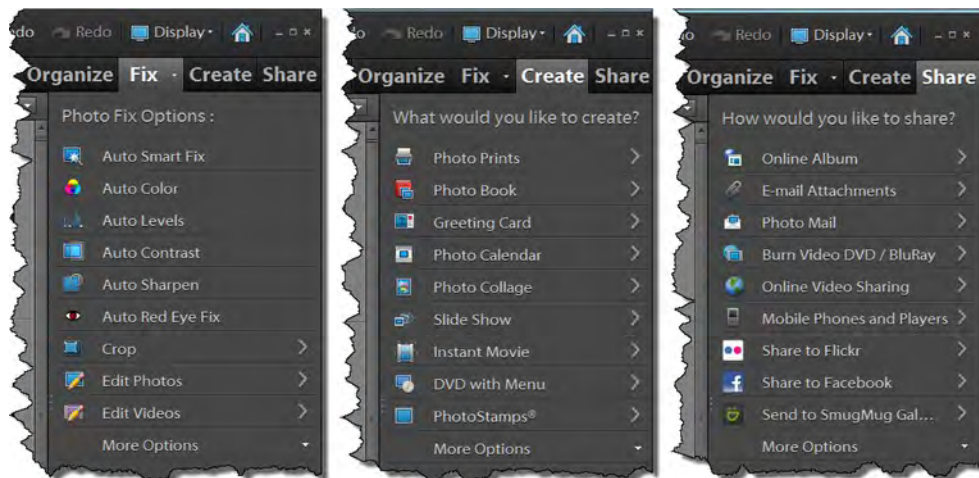 do Redo Display
Organize Fix Create Share
Photo Fix Options :
Auto Smart Fix
Auto Color
Auto Levels
Auto Contrast
Auto Sharpen
Auto Red Eye Fix
Crop
Edit Photos
Edit Videos
More Options
do Redo Display
Organize Fix Create Share
What would you like to create?
Photo Prints
Photo Book
Greeting Card
Photo Calendar
Photo Collage
Slide Show
Instant Movie
DVD with Menu
PhotoStamps®
More Options
o Redo Display
Organize Fix Create Share
How would you like to share?
Online Album
E-mail Attachments
Photo Mail
Burn Video DVD / BluRay
Online Video Sharing
Mobile Phones and Players
Share to Flickr
Share to Facebook
Send to SmugMug Gal...
More Options